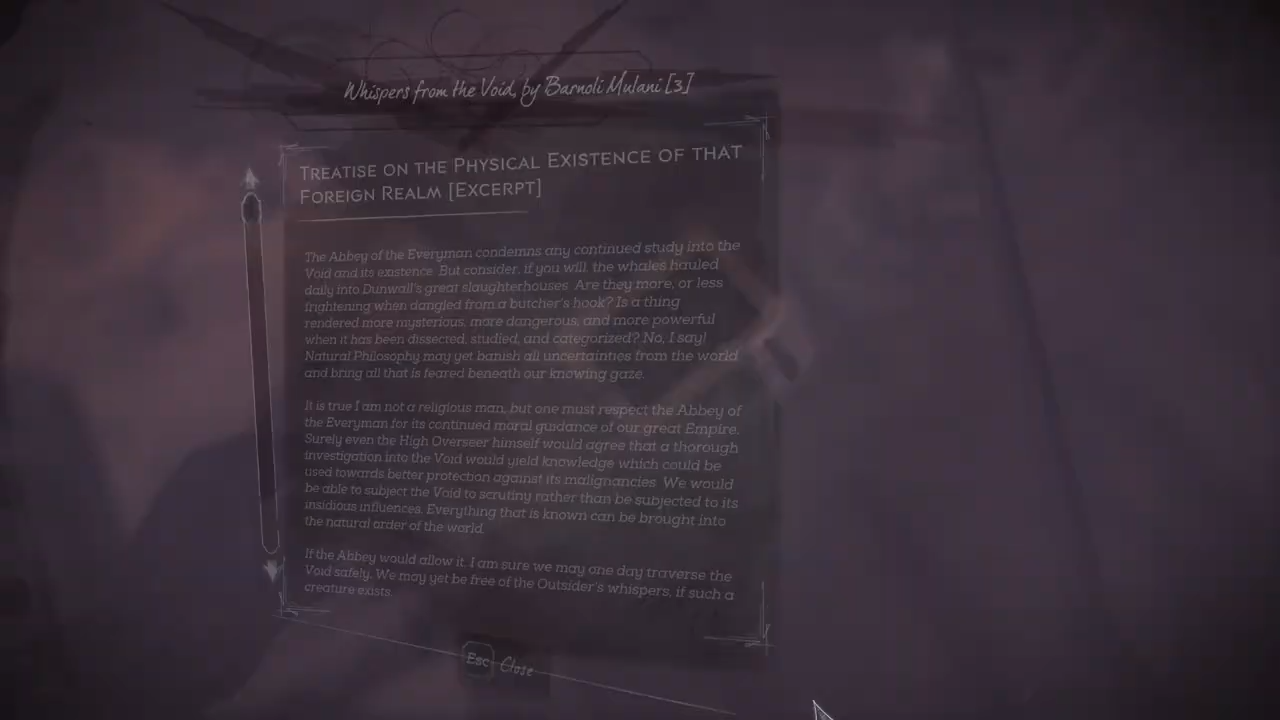 Whispers from the Void, by Barnoli Mulani [3]
Treatise on the Physical Existence of that
Foreign Realm [Excerpt]
The Abbey of the Everyman condemns any continued study into the
Void and its existence. But consider, if you will, the whales hauled
daily into Dunwall's great slaughterhouses. Are they more, or less
frightening when dangled from a butcher's hook? Is a thing
rendered more mysterious, more dangerous, and more powerful
when it has been dissected, studied, and categorized? No, I say!
Natural Philosophy may yet banish all uncertainties from the world
and bring all that is feared beneath our knowing gaze.
It is true I am not a religious man, but one must respect the Abbey of
the Everyman for its continued moral guidance of our great Empire.
Surely even the High Overseer himself would agree that a thorough
investigation into the Void would yield knowledge which could be
used towards better protection against its malignancies. We would
be able to subject the Void to scrutiny rather than be subjected to its
insidious influences. Everything that is known can be brought into
the natural order of the world.
If the Abbey would allow it, I am sure we may one day traverse the
Void safely. We may yet be free of the Outsider's whispers, if such a
creature exists.
Esc Close